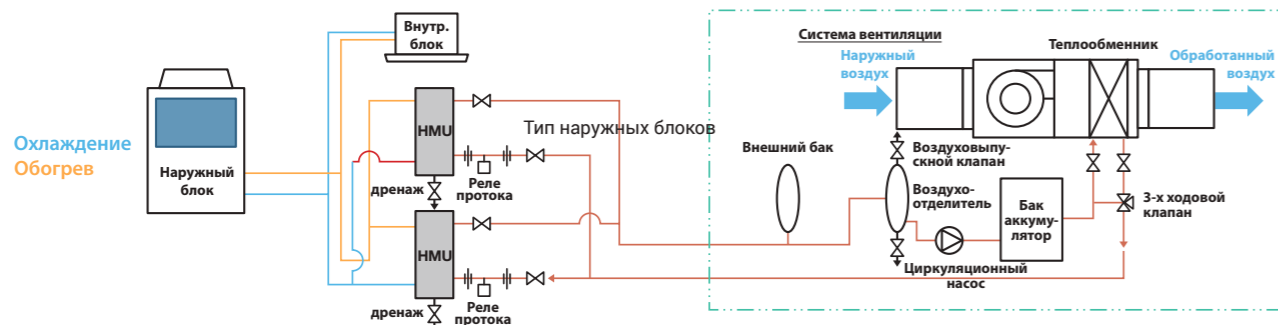 Охлаждение
Обогрев
Наружный
блок
Внутр.
блок
HMU
дренаж
Реле
протока
HMU
дренаж
Реле
протока
Тип наружных блоков
Система вентиляции
Наружный
воздух
Теплообменник
Обработанный
воздух
Внешний бак
Воздуховыпу-
скной клапан
Воздухо-
отделитель
Бак
аккуму-
лятор
3-х ходовой
клапан
Циркуляционный
насос